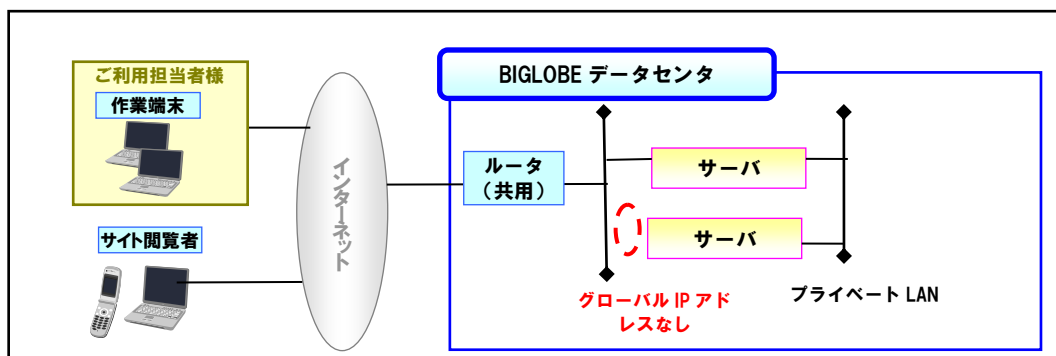 ご利用担当者様
作業端末
サイト閲覧者
インターネット
BIGLOBE データセンタ
ルータ
（共用）
サーバ
サーバ
グローバル IP アド
レスなし
プライベート LAN